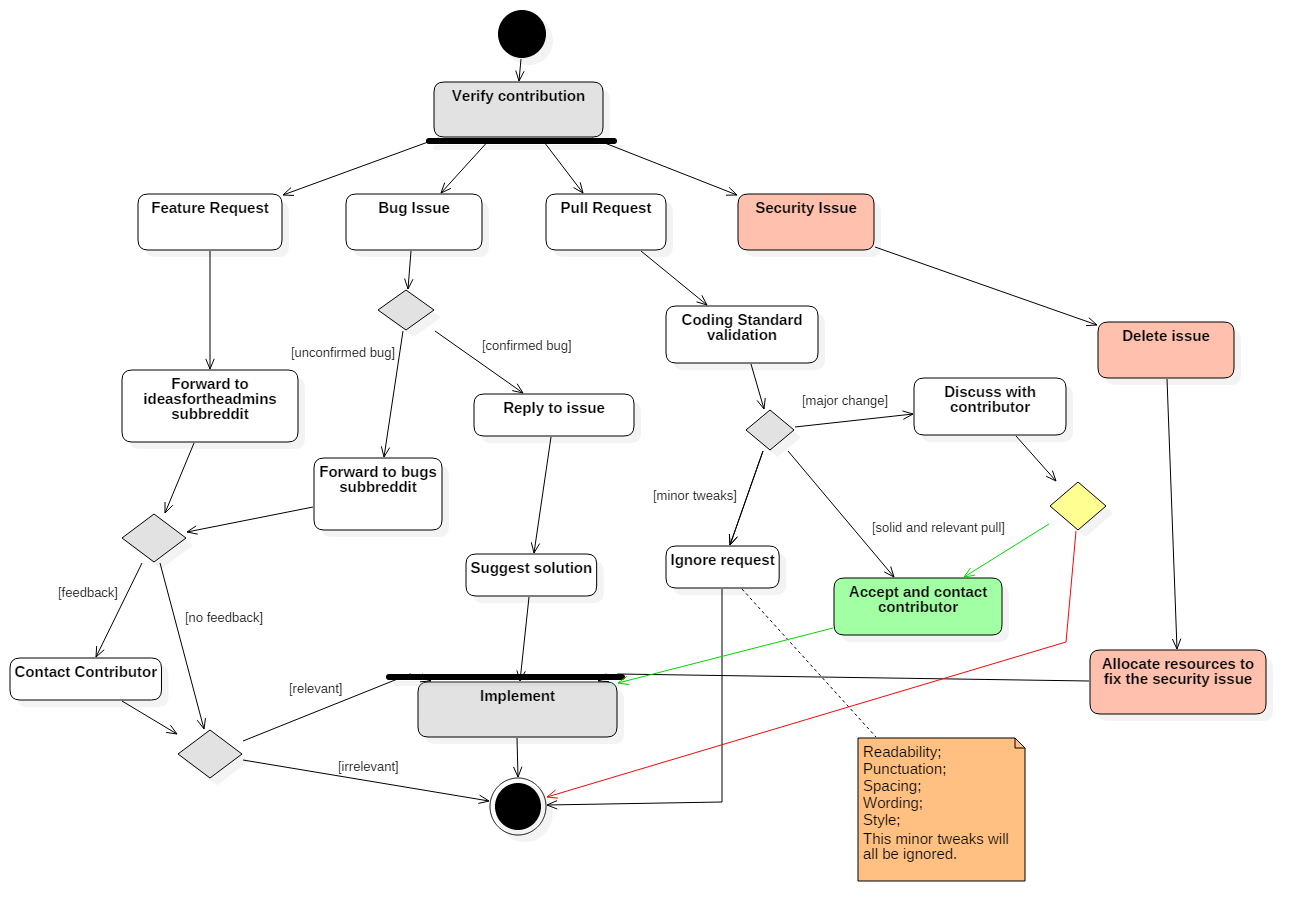 Verify contribution
Feature Request
Bug Issue
Pull Request
Security Issue
Coding Standard
validation
Delete issue
[unconfirmed bug]
[confirmed bug]
Forward to
ideasfortheadmins
subbreddit
Reply to issue
[major change]
Discuss with
contributor
Forward to bugs
subbreddit
[minor tweaks]
[solid and relevant pull]
Suggest solution
Ignore request
Accept and contact
contributor
[feedback]
[no feedback]
Contact Contributor
Allocate resources to
fix the security issue
[relevant]
Implement
[irrelevant]
Readability;
Punctuation;
Spacing;
Wording;
Style;
This minor tweaks will
all be ignored.